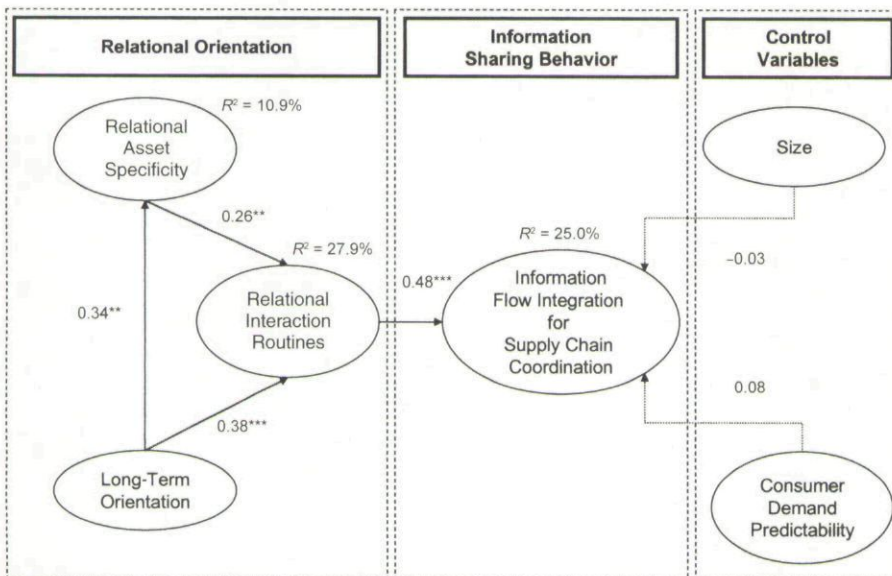 Relational Orientation
Information
Sharing Behavior
Control
Variables
R² = 10.9%
Relational
Asset
Specificity
0.26**
R² = 27.9%
Relational
Interaction
Routines
0.34**
0.38***
Long-Term
Orientation
0.48***
R² = 25.0%
Information
Flow Integration
for
Supply Chain
Coordination
Size
–0.03
0.08
Consumer
Demand
Predictability